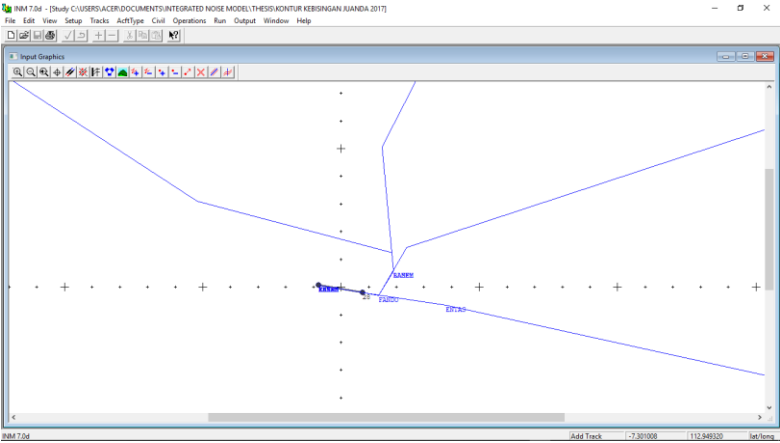 INM 7.0d - [Study C:\USERS\ACER\DOCUMENTS\INTEGRATED NOISE MODEL\THESIS\KONTUR KEBISINGAN JUANDA 2017]
File Edit View Setup Tracks AcftType Civil Operations Run Output Window Help
Input Graphics
RAMEM
FANDO
ENTAS
INM 7.0d
Add Track -7.301008 112.949320 lat/long